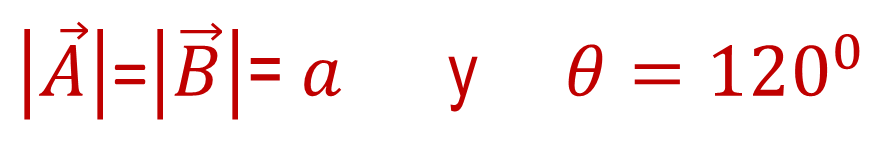 |A⃗|=|B⃗|= a y θ = 120⁰